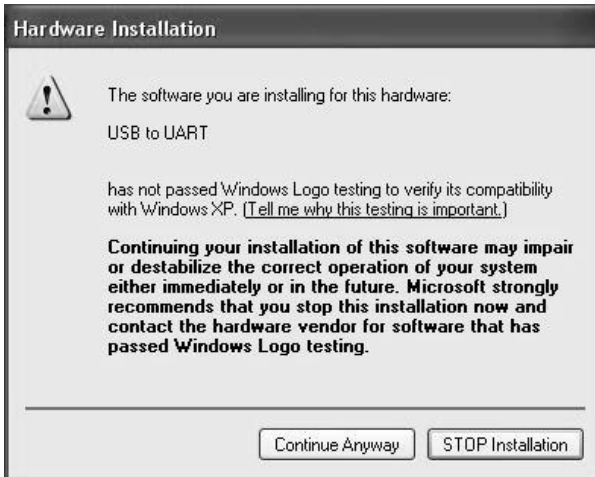 Hardware Installation
The software you are installing for this hardware:
USB to UART
has not passed Windows Logo testing to verify its compatibility
with Windows XP. (Tell me why this testing is important.)
Continuing your installation of this software may impair
or destabilize the correct operation of your system
either immediately or in the future. Microsoft strongly
recommends that you stop this installation now and
contact the hardware vendor for software that has
passed Windows Logo testing.
Continue Anyway
STOP Installation